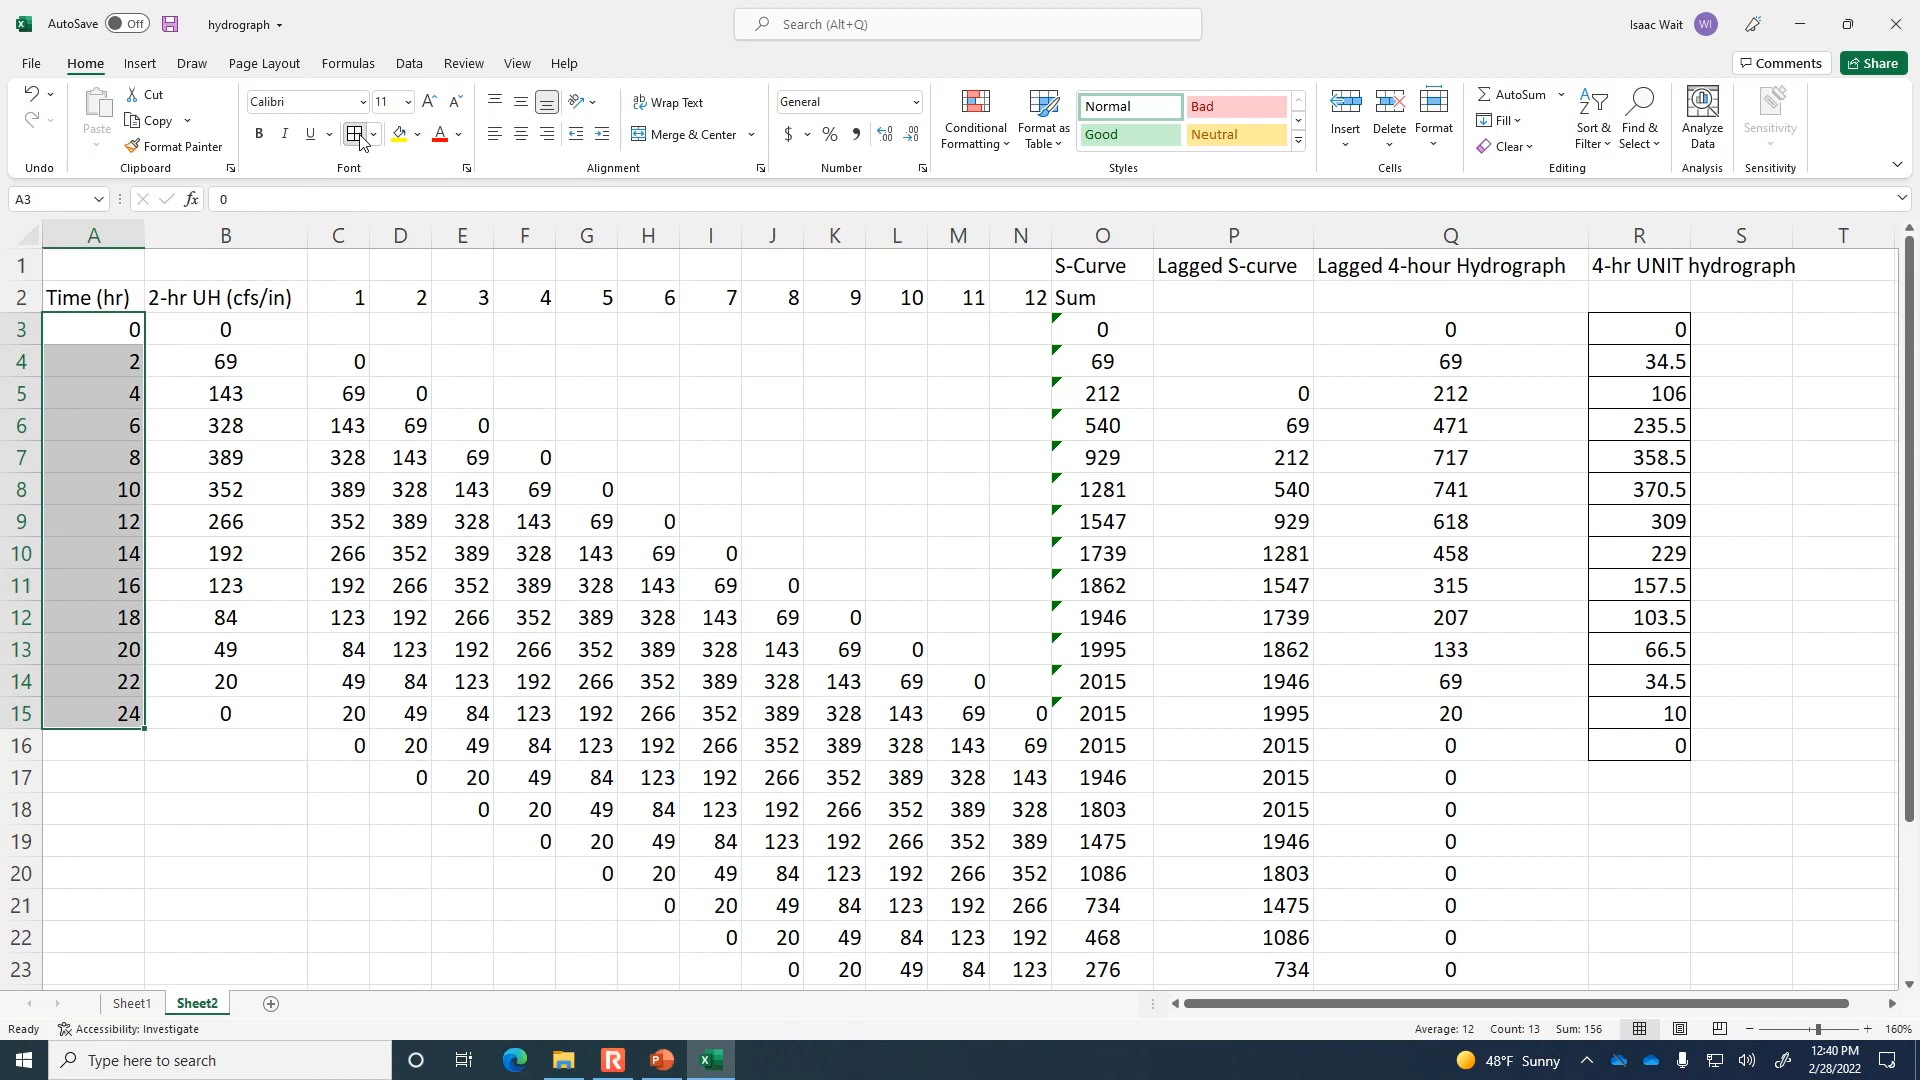 AutoSave Off hydrograph Search (Alt+Q) Isaac Wait WI
File Home Insert Draw Page Layout Formulas Data Review View Help Comments Share
Paste Cut Copy Format Painter
Calibri 11 B I U A
Wrap Text Merge & Center
General $ % 9
Conditional Formatting Format as Table Normal Bad Good Neutral
Insert Delete Format
AutoSum Fill Clear Sort & Filter Find & Select
Analyze Data Sensitivity
Undo Clipboard Font Alignment Number Styles Cells Editing Analysis Sensitivity
A3 fx 0
A B C D E F G H I J K L M N O P Q R S T
1 S-Curve Lagged S-curve Lagged 4-hour Hydrograph 4-hr UNIT hydrograph
2 Time (hr) 2-hr UH (cfs/in) 1 2 3 4 5 6 7 8 9 10 11 12 Sum
3 0 0 0 0 0
4 2 69 0 69 69 34.5
5 4 143 69 0 212 0 212 106
6 6 328 143 69 0 540 69 471 235.5
7 8 389 328 143 69 0 929 212 717 358.5
8 10 352 389 328 143 69 0 1281 540 741 370.5
9 12 266 352 389 328 143 69 0 1547 929 618 309
10 14 192 266 352 389 328 143 69 0 1739 1281 458 229
11 16 123 192 266 352 389 328 143 69 0 1862 1547 315 157.5
12 18 84 123 192 266 352 389 328 143 69 0 1946 1739 207 103.5
13 20 49 84 123 192 266 352 389 328 143 69 0 1995 1862 133 66.5
14 22 20 49 84 123 192 266 352 389 328 143 69 0 2015 1946 69 34.5
15 24 0 20 49 84 123 192 266 352 389 328 143 69 0 2015 1995 20 10
16 0 20 49 84 123 192 266 352 389 328 143 69 2015 2015 0 0
17 0 20 49 84 123 192 266 352 389 328 143 1946 2015 0
18 0 20 49 84 123 192 266 352 389 328 1803 2015 0
19 0 20 49 84 123 192 266 352 389 1475 1946 0
20 0 20 49 84 123 192 266 352 1086 1803 0
21 0 20 49 84 123 192 266 734 1475 0
22 0 20 49 84 123 192 468 1086 0
23 0 20 49 84 123 276 734 0
Sheet1 Sheet2
Ready Accessibility: Investigate Average: 12 Count: 13 Sum: 156 160%
Type here to search 48°F Sunny 12:40 PM
2/28/2022